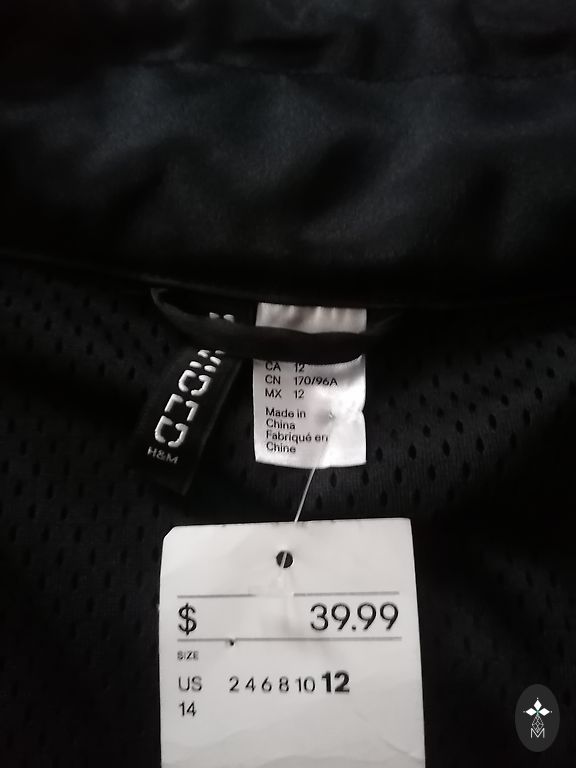 CA 12
CN 170/96A
MX 12
Made in
China
Fabriqué en
Chine
H&M
$ 39.99
SIZE
US 2 4 6 8 10 12
14
M